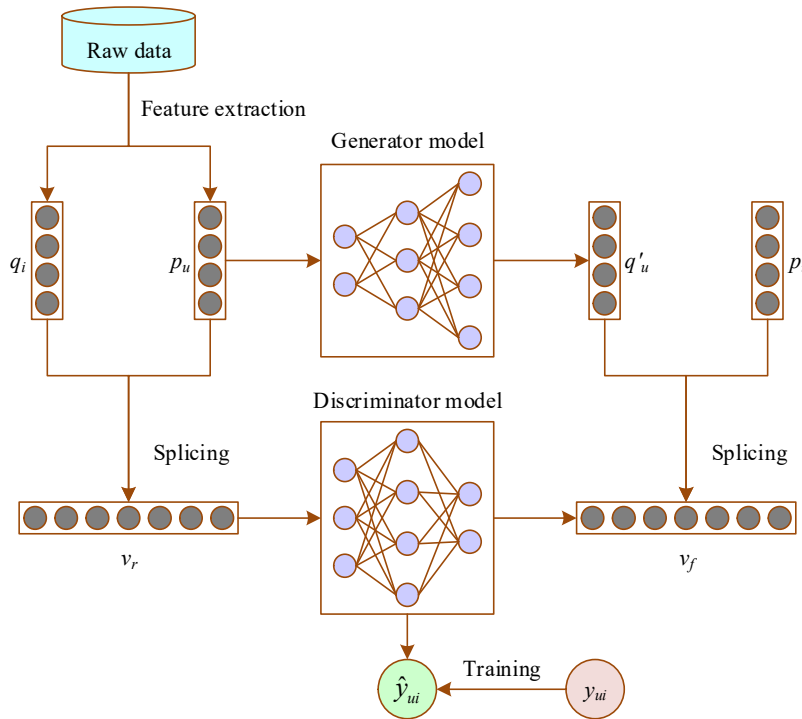 Raw data
Feature extraction
Generator model
q_i
p_u
q'_u
p
Discriminator model
Splicing
Splicing
v_r
v_f
Training
ŷ_ui
y_ui